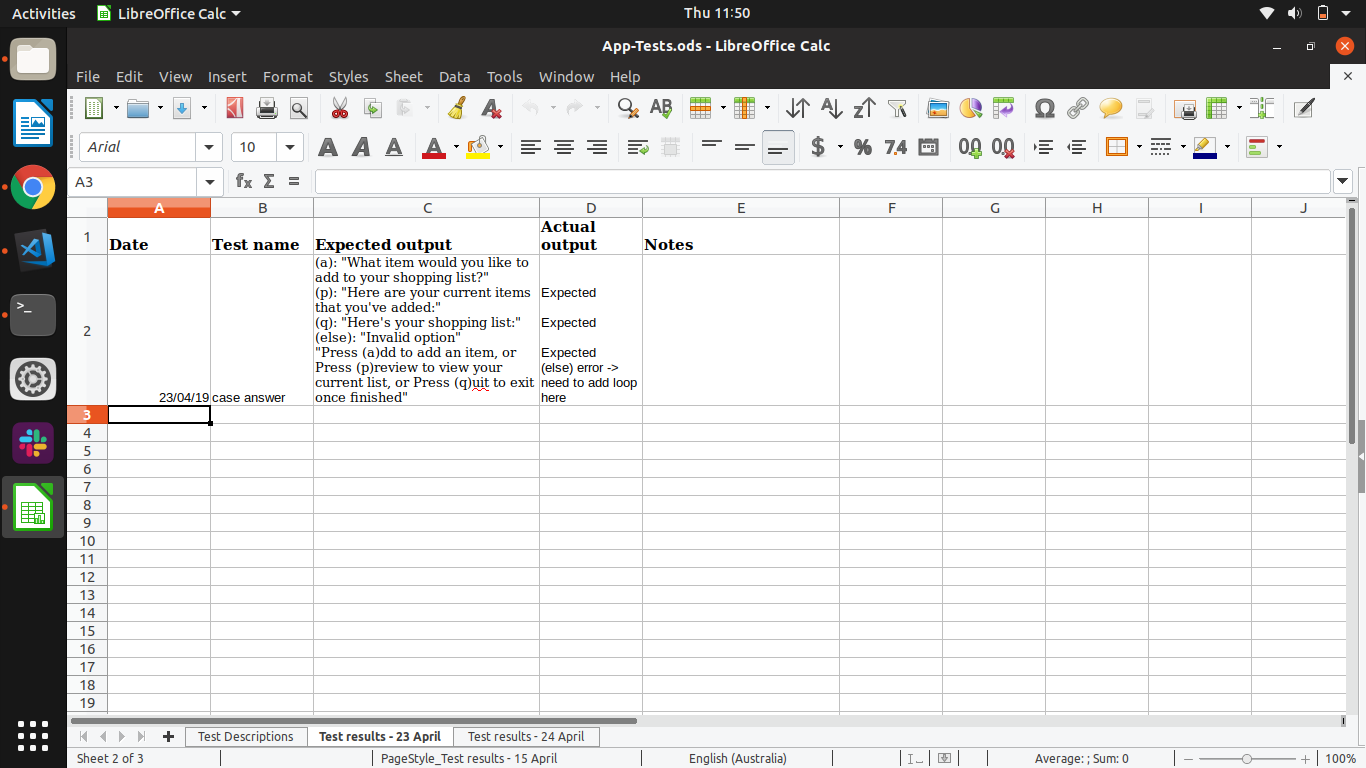 Activities LibreOffice Calc Thu 11:50
App-Tests.ods - LibreOffice Calc
File Edit View Insert Format Styles Sheet Data Tools Window Help
Arial 10
A3
A B C D E F G H I J
1 Date Test name Expected output Actual output Notes
2
23/04/19
case answer
(a): "What item would you like to
add to your shopping list?"
(p): "Here are your current items
that you've added:"
(q): "Here's your shopping list:"
(else): "Invalid option"
"Press (a)dd to add an item, or
Press (p)review to view your
current list, or Press (q)uit to exit
once finished"
Expected
Expected
Expected
(else) error ->
need to add loop
here
3
4
5
6
7
8
9
10
11
12
13
14
15
16
17
18
19
Test Descriptions Test results - 23 April Test results - 24 April
Sheet 2 of 3 PageStyle_Test results - 15 April English (Australia) Average: ; Sum: 0 100%